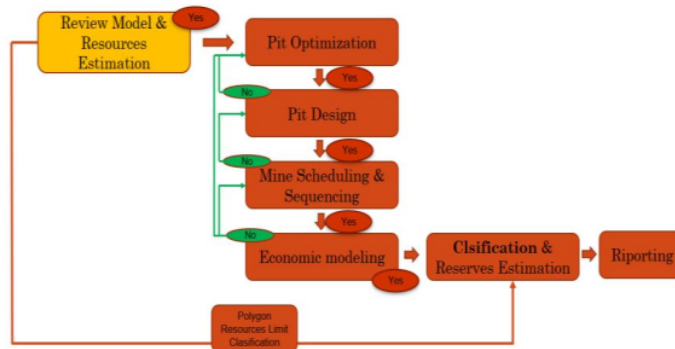 Review Model &
Resources
Estimation
Yes
Pit Optimization
Yes
No
Pit Design
Yes
No
Mine Scheduling &
Sequencing
Yes
No
Economic modeling
Yes
Clsification &
Reserves Estimation
Riporting
Polygon
Resources Limit
Clasification